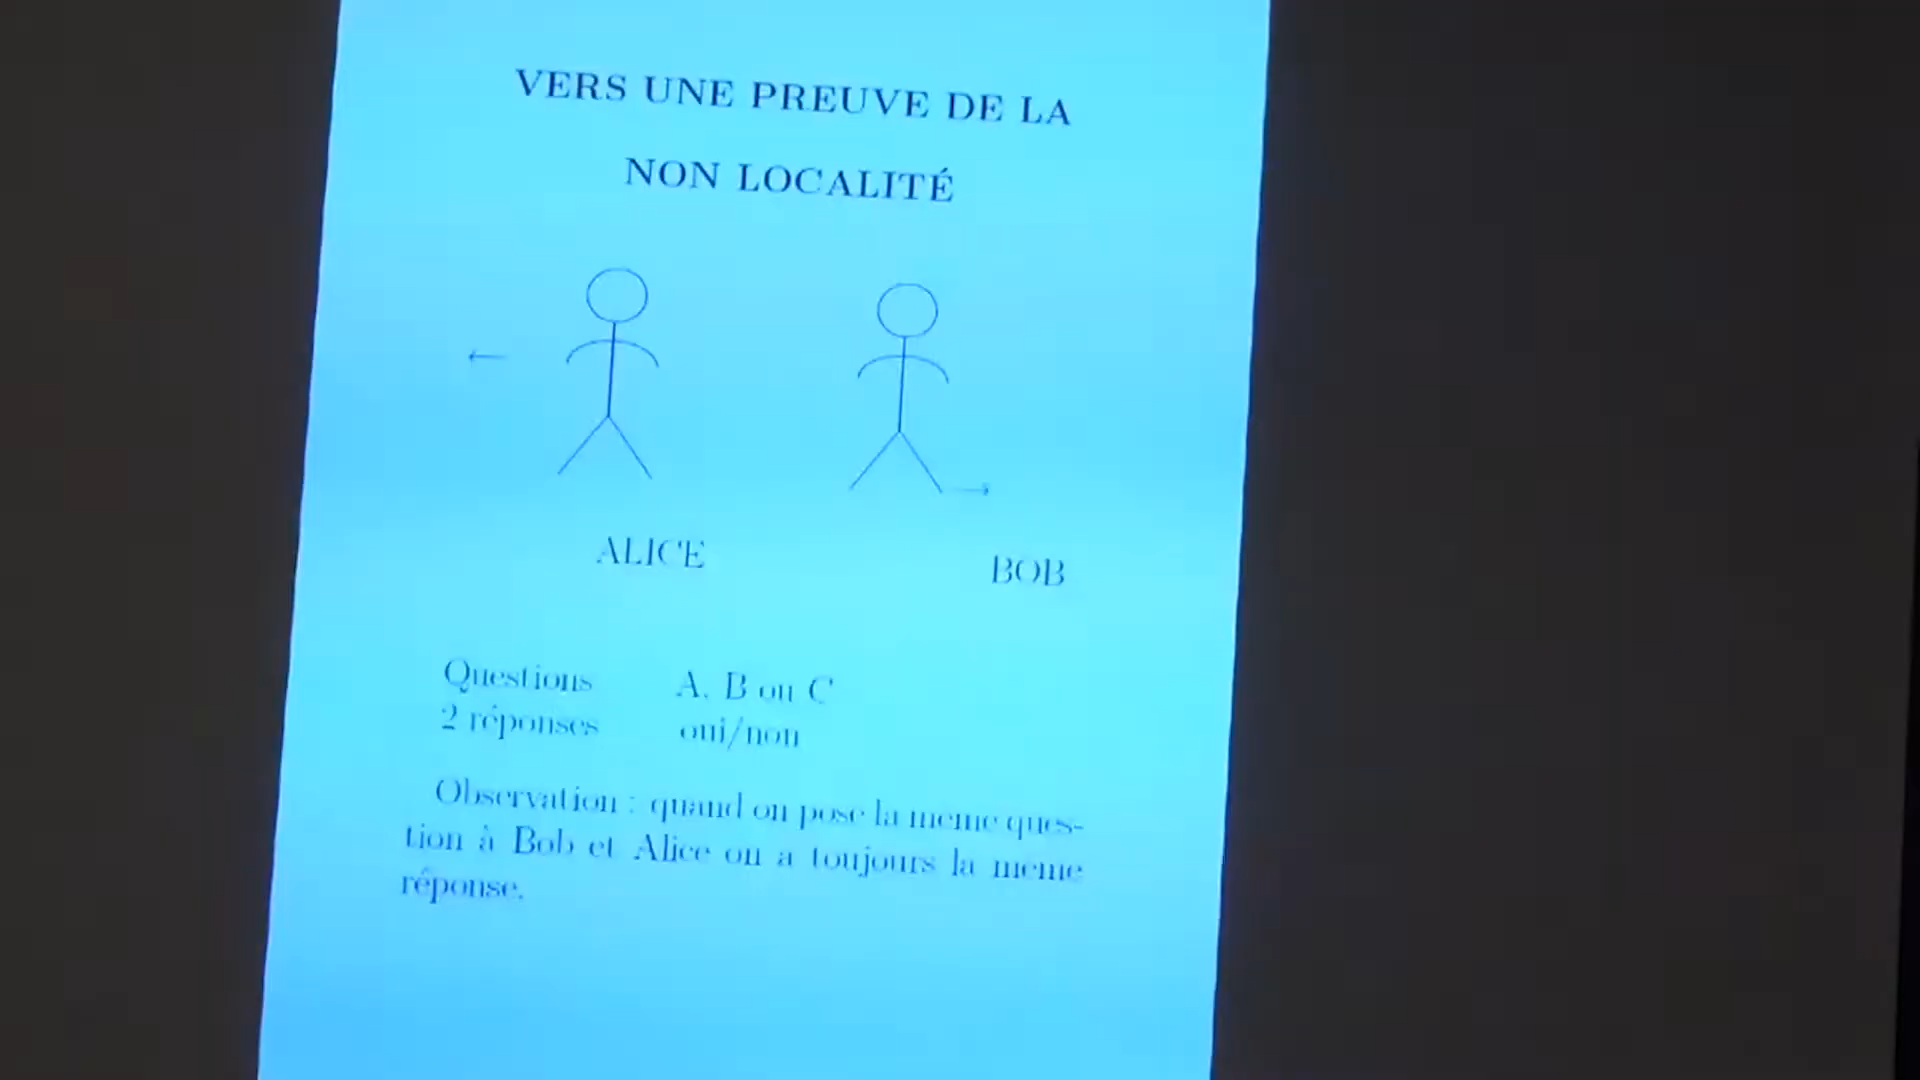 VERS UNE PREUVE DE LA
NON LOCALITÉ
←
→
ALICE BOB
Questions A, B ou C
2 réponses oui/non
Observation : quand on pose la meme ques-
tion à Bob et Alice on a toujours la meme
réponse.